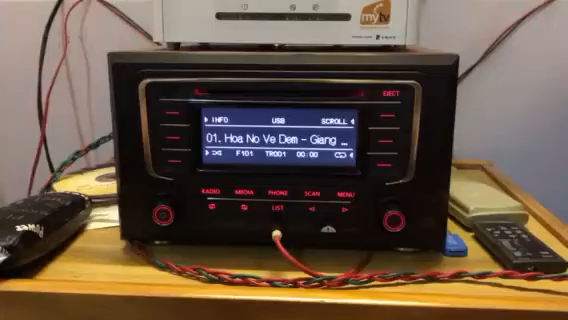 mytv
EJECT
INFO USB SCROLL
01. Hoa No Ve Dem - Giang ...
F101 TR001 00:00
RADIO MEDIA PHONE SCAN MENU
LIST
POWER